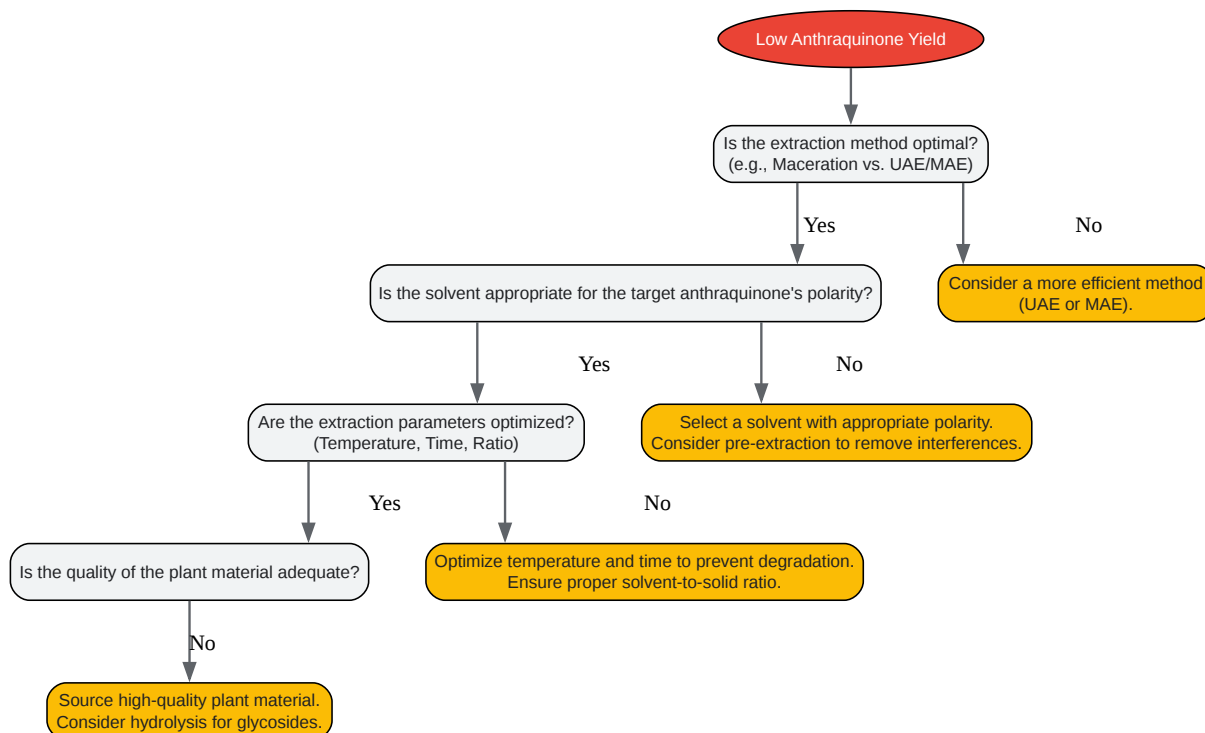 Low Anthraquinone Yield
Is the extraction method optimal?
(e.g., Maceration vs. UAE/MAE)
Yes
No
Is the solvent appropriate for the target anthraquinone's polarity?
Consider a more efficient method
(UAE or MAE).
Yes
No
Are the extraction parameters optimized?
(Temperature, Time, Ratio)
Select a solvent with appropriate polarity.
Consider pre-extraction to remove interferences.
Yes
No
Is the quality of the plant material adequate?
Optimize temperature and time to prevent degradation.
Ensure proper solvent-to-solid ratio.
No
Source high-quality plant material.
Consider hydrolysis for glycosides.